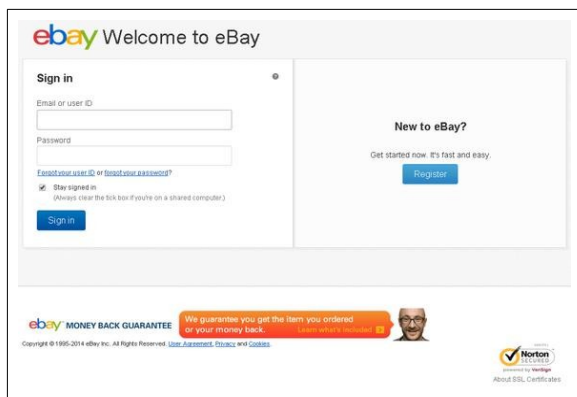 ebay Welcome to eBay
Sign in
Email or user ID
Password
Forgot your user ID or forgot your password?
Stay signed in
(Always clear the tick box if you're on a shared computer.)
Sign in
New to eBay?
Get started now. It's fast and easy.
Register
ebay MONEY BACK GUARANTEE
We guarantee you get the item you ordered
or your money back.
Learn what's included
Copyright © 1995-2014 eBay Inc. All Rights Reserved. User Agreement, Privacy and Cookies.
Norton
SECURED
powered by VeriSign
About SSL Certificates